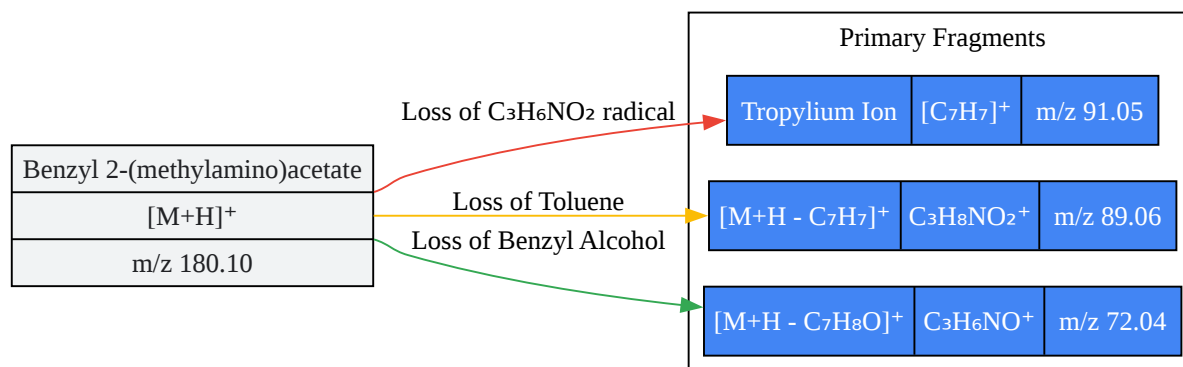 Primary Fragments
Loss of C₃H₆NO₂ radical
Tropylium Ion [C₇H₇]⁺ m/z 91.05
Benzyl 2-(methylamino)acetate
[M+H]⁺
m/z 180.10
Loss of Toluene
[M+H - C₇H₇]⁺ C₃H₈NO₂⁺ m/z 89.06
Loss of Benzyl Alcohol
[M+H - C₇H₈O]⁺ C₃H₆NO⁺ m/z 72.04